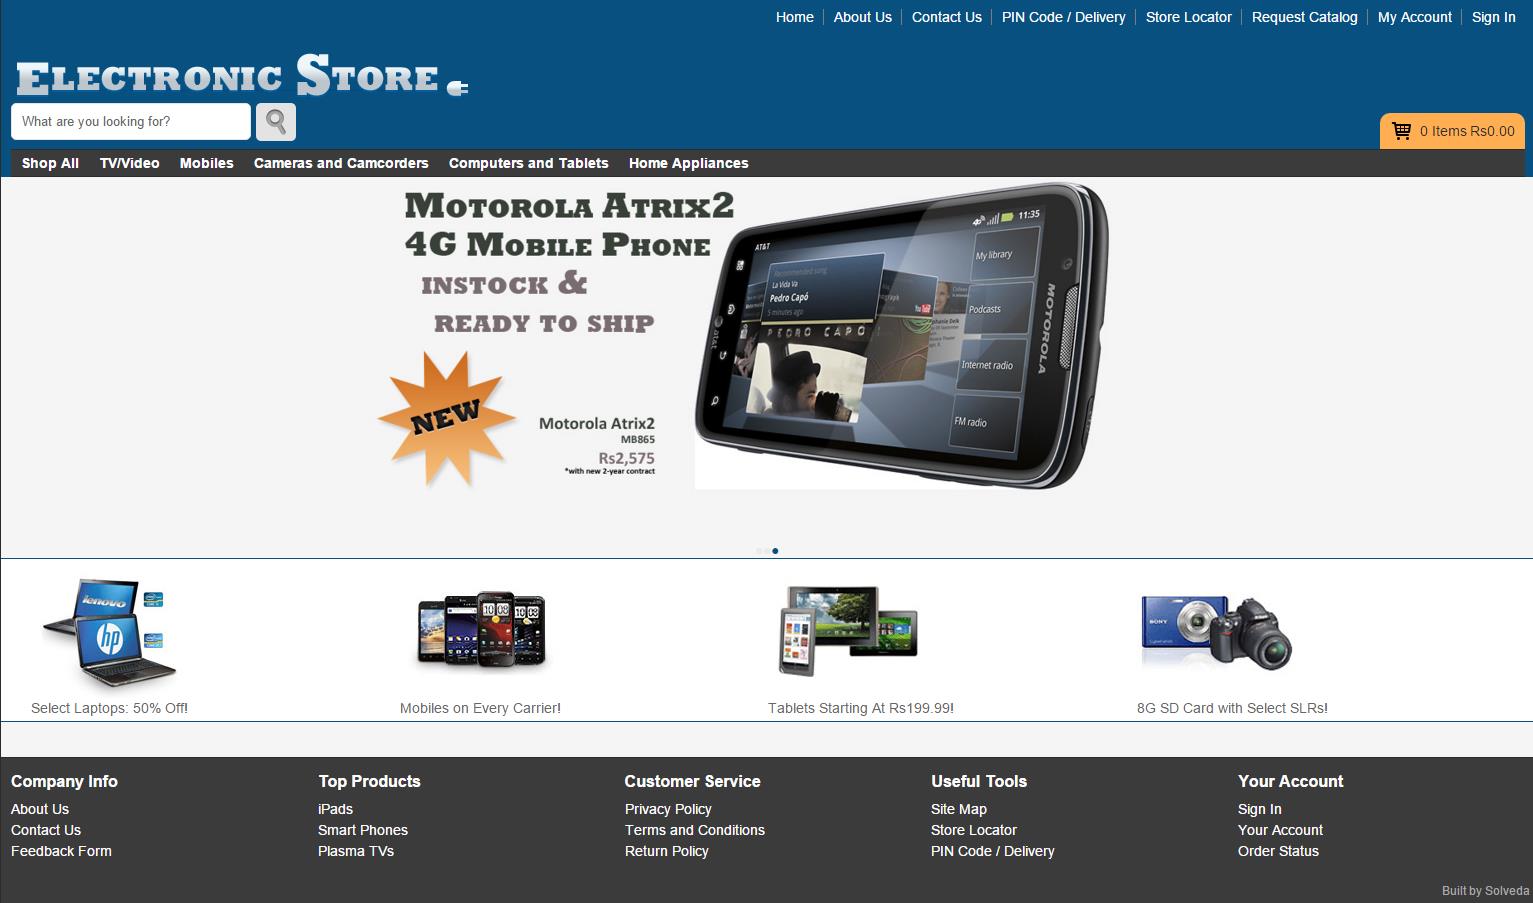 Home About Us Contact Us PIN Code / Delivery Store Locator Request Catalog My Account Sign In
Electronic Store
What are you looking for?
0 Items Rs0.00
Shop All TV/Video Mobiles Cameras and Camcorders Computers and Tablets Home Appliances
Motorola Atrix2
4G Mobile Phone
instock &
ready to ship
NEW
Motorola Atrix2
MB865
Rs2,575
*with new 2-year contract
11:35
AT&T
My library
Recommended song
La Vida Va
Pedro Capó
5 minutes ago
PEDRO CAPO
YouTube
Podcasts
Internet radio
FM radio
at&t
MOTOROLA
lenovo
hp
SONY
Select Laptops: 50% Off!
Mobiles on Every Carrier!
Tablets Starting At Rs199.99!
8G SD Card with Select SLRs!
Company Info Top Products Customer Service Useful Tools Your Account
About Us iPads Privacy Policy Site Map Sign In
Contact Us Smart Phones Terms and Conditions Store Locator Your Account
Feedback Form Plasma TVs Return Policy PIN Code / Delivery Order Status
Built by Solveda